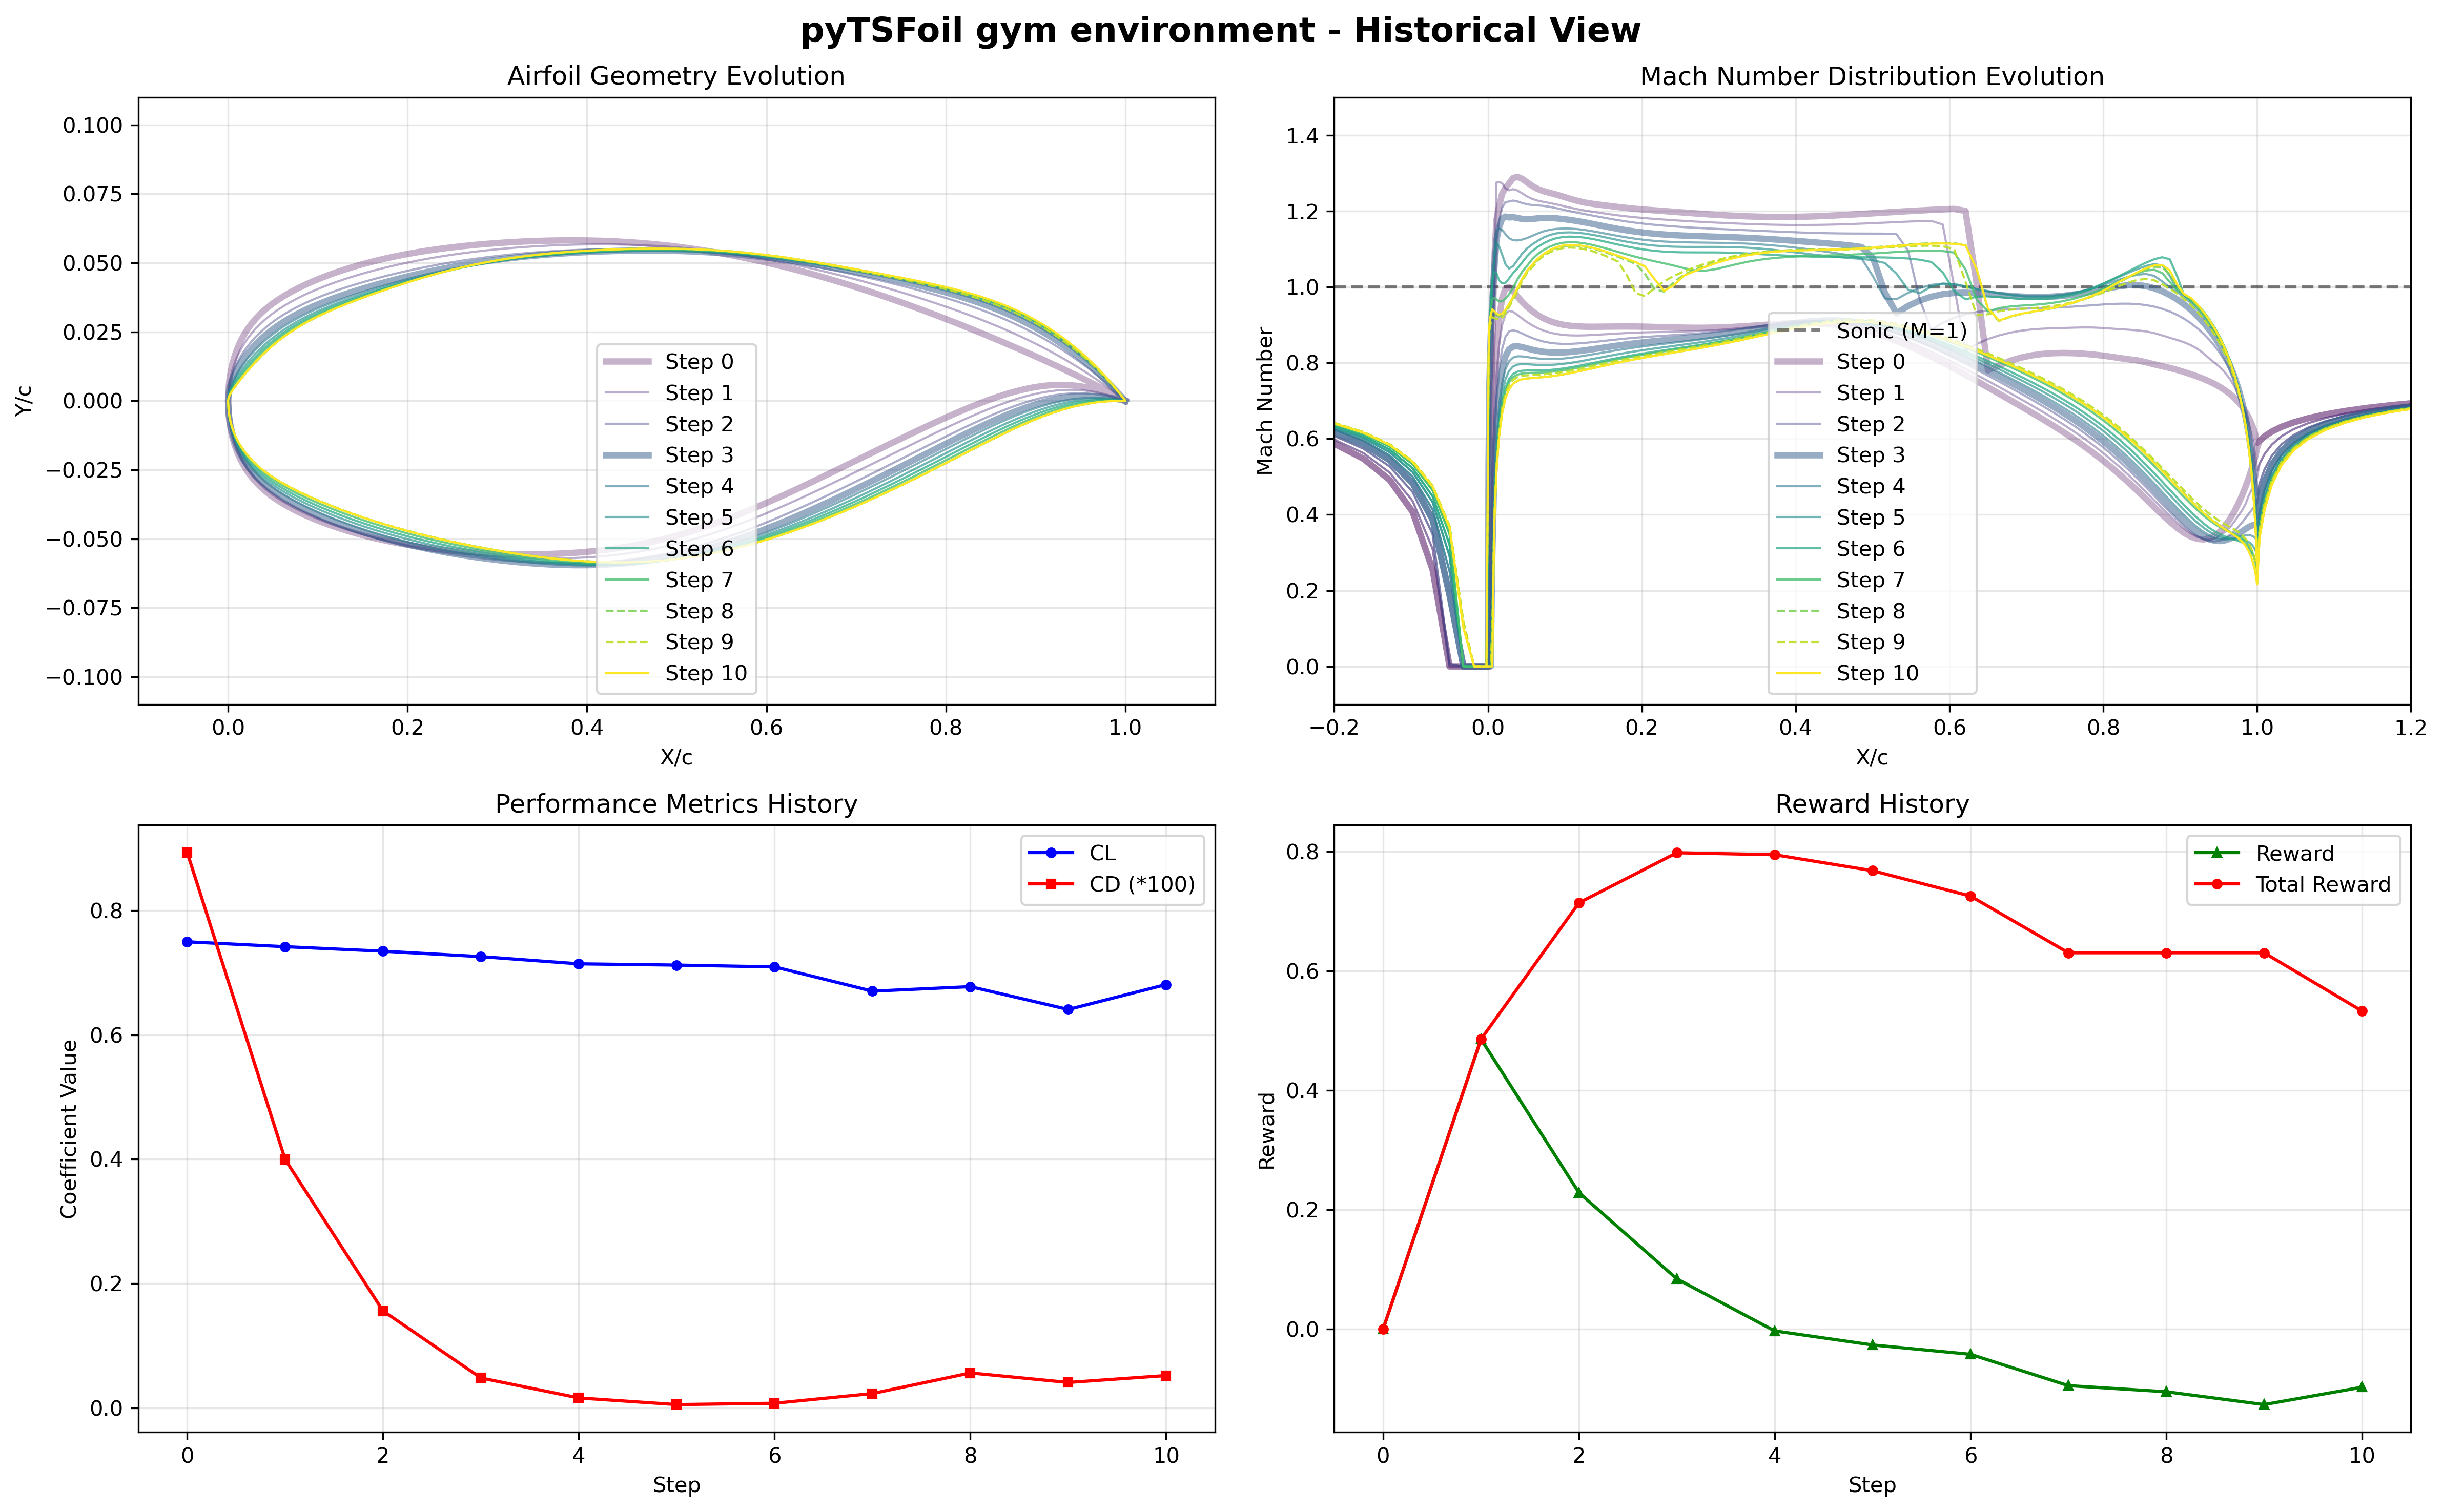 pyTSFoil gym environment - Historical View
Airfoil Geometry Evolution
Y/c
0.100
0.075
0.050
0.025
0.000
−0.025
−0.050
−0.075
−0.100
Step 0
Step 1
Step 2
Step 3
Step 4
Step 5
Step 6
Step 7
Step 8
Step 9
Step 10
0.0
0.2
0.4
0.6
0.8
1.0
X/c
Mach Number Distribution Evolution
Mach Number
1.4
1.2
1.0
0.8
0.6
0.4
0.2
0.0
Sonic (M=1)
Step 0
Step 1
Step 2
Step 3
Step 4
Step 5
Step 6
Step 7
Step 8
Step 9
Step 10
−0.2
0.0
0.2
0.4
0.6
0.8
1.0
1.2
X/c
Performance Metrics History
Coefficient Value
0.8
0.6
0.4
0.2
0.0
CL
CD (*100)
0
2
4
6
8
10
Step
Reward History
Reward
0.8
0.6
0.4
0.2
0.0
Reward
Total Reward
0
2
4
6
8
10
Step